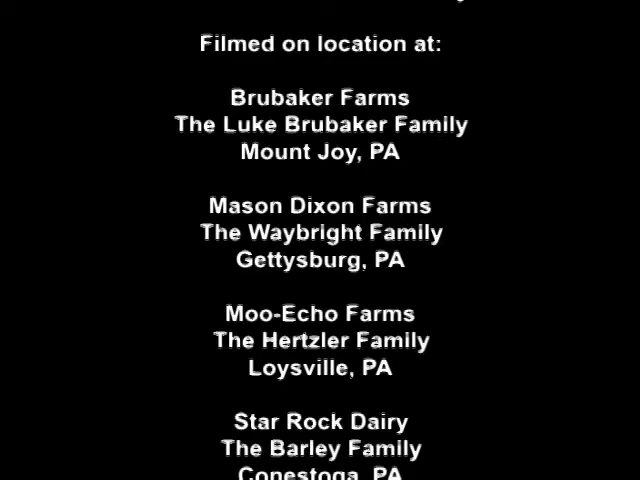 Filmed on location at:
Brubaker Farms
The Luke Brubaker Family
Mount Joy, PA
Mason Dixon Farms
The Waybright Family
Gettysburg, PA
Moo-Echo Farms
The Hertzler Family
Loysville, PA
Star Rock Dairy
The Barley Family
Conestoga, PA